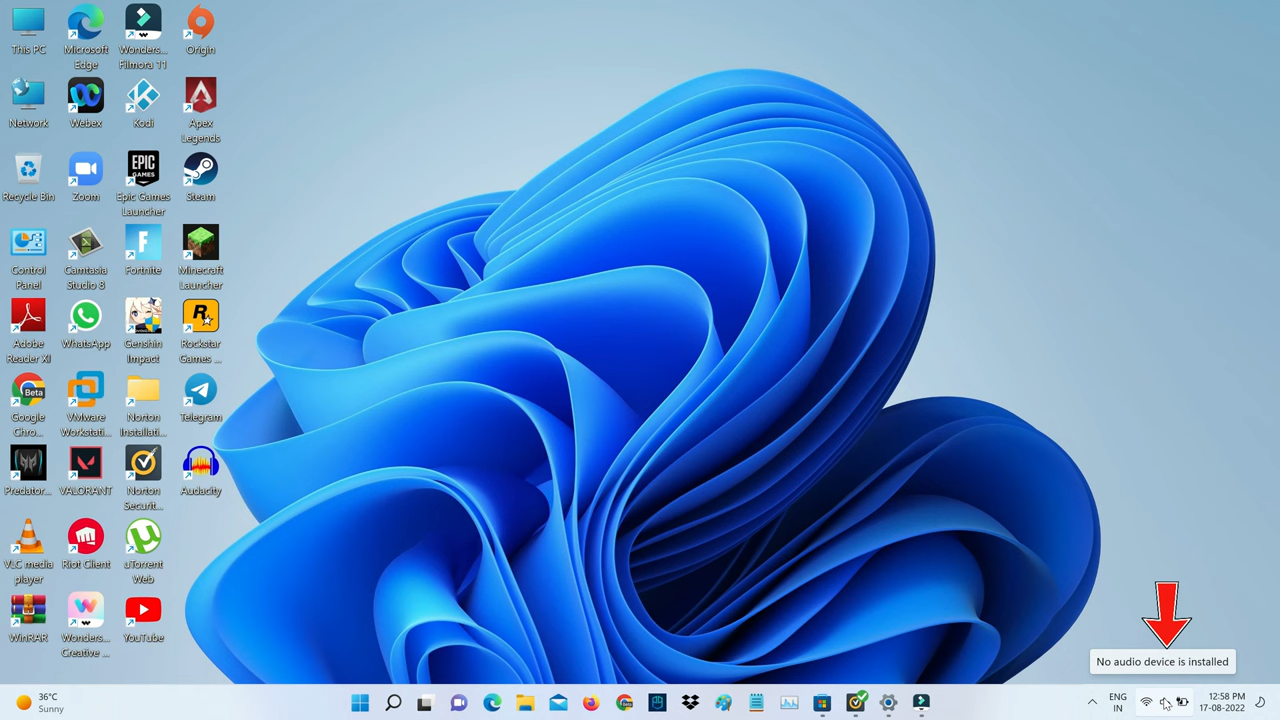 This PC
Microsoft
Edge
Wonders...
Filmora 11
Origin
Network
Webex
Kodi
Apex
Legends
Recycle Bin
Zoom
EPIC
GAMES
Epic Games
Launcher
Steam
Control
Panel
Camtasia
Studio 8
Fortnite
Minecraft
Launcher
Adobe
Reader XI
WhatsApp
Genshin
Impact
Rockstar
Games ...
Beta
Google
Chro...
VMware
Workstati...
Norton
Installati...
Telegram
Predator...
VALORANT
Norton
Securit...
Audacity
VLC media
player
Riot Client
uTorrent
Web
WinRAR
Wonders...
Creative ...
YouTube
No audio device is installed
36°C
Sunny
ENG
IN
12:58 PM
17-08-2022